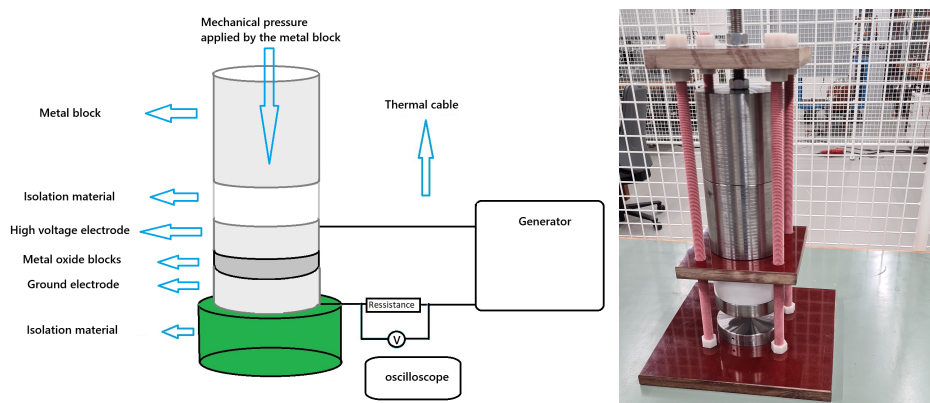 Mechanical pressure
applied by the metal block
Metal block
Thermal cable
Isolation material
High voltage electrode
Generator
Metal oxide blocks
Ground electrode
Ressistance
Isolation material
V
oscilloscope